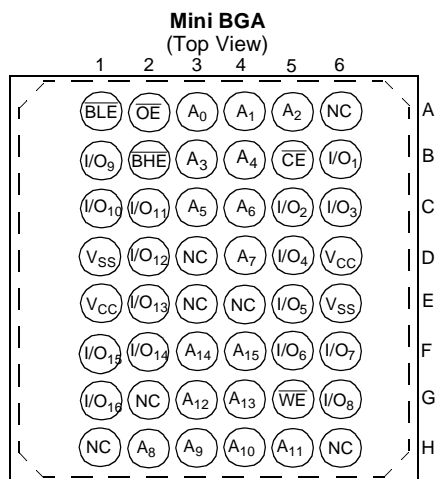 Mini BGA
(Top View)
1 2 3 4 5 6
BLE OE A0 A1 A2 NC A
I/O9 BHE A3 A4 CE I/O1 B
I/O10 I/O11 A5 A6 I/O2 I/O3 C
VSS I/O12 NC A7 I/O4 VCC D
VCC I/O13 NC NC I/O5 VSS E
I/O15 I/O14 A14 A15 I/O6 I/O7 F
I/O16 NC A12 A13 WE I/O8 G
NC A8 A9 A10 A11 NC H